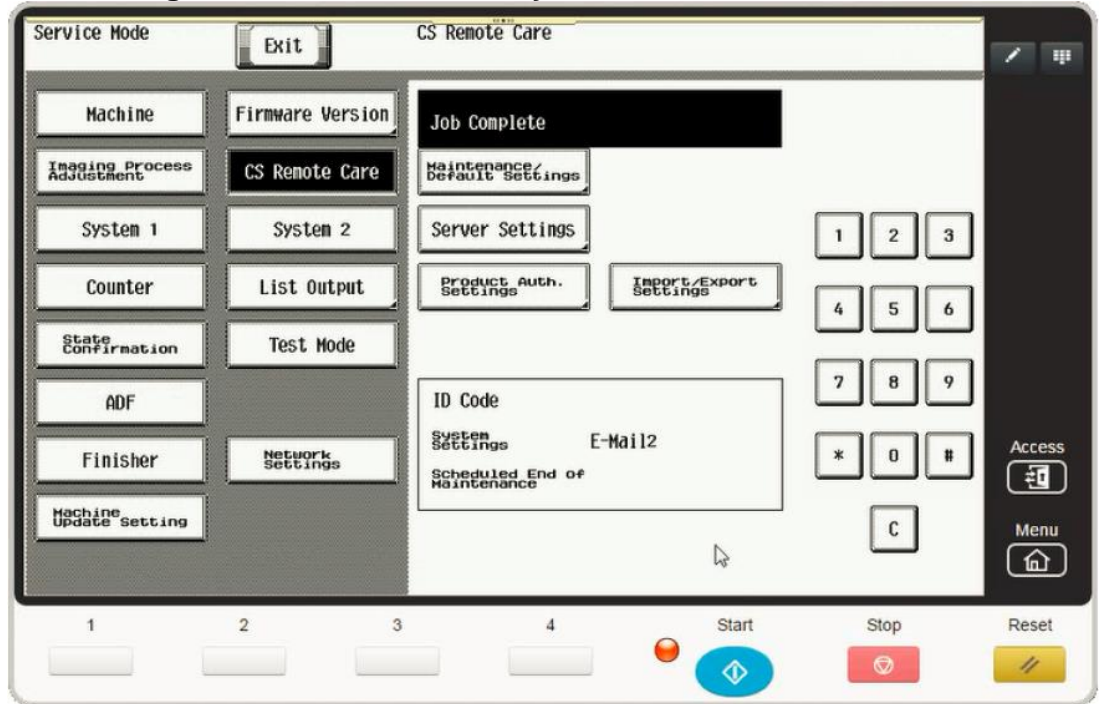 Service Mode
Exit
CS Remote Care
Machine
Firmware Version
Job Complete
Imaging Process
Adjustment
CS Remote Care
Maintenance/
Default Settings
System 1
System 2
Server Settings
1 2 3
Counter
List Output
Product Auth.
Settings
Import/Export
Settings
4 5 6
State
Confirmation
Test Mode
7 8 9
ADF
ID Code
System
Settings
E-Mail2
Finisher
Network
Settings
Scheduled End of
Maintenance
* 0 #
Access
Machine
Update Setting
C
Menu
1 2 3 4 Start Stop Reset